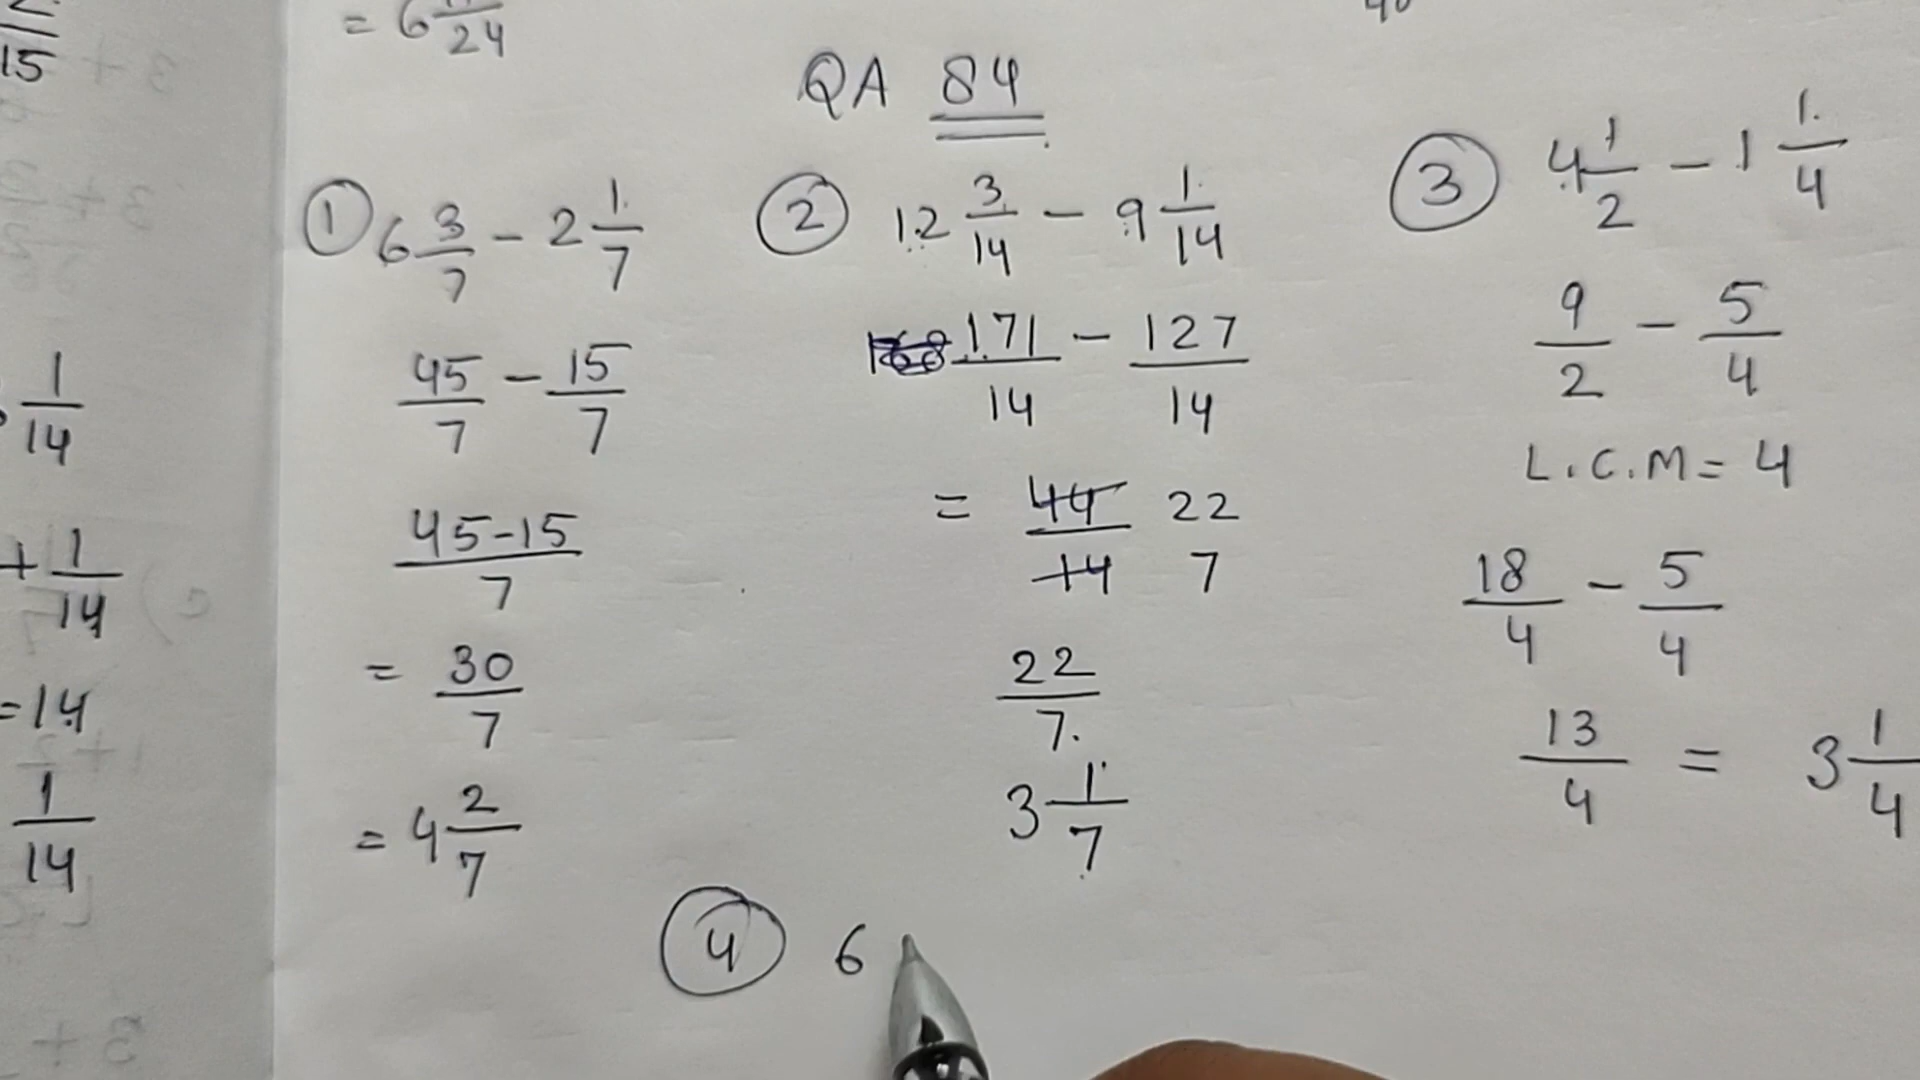 2/15
= 6 /24
QA 84
1/14
+ 1/14
= 14
1/14
① 6 3/7 - 2 1/7
45/7 - 15/7
45-15/7
= 30/7
= 4 2/7
② 12 3/14 - 9 1/14
171/14 - 127/14
= 44/14 22/7
22/7
3 1/7
③ 4 1/2 - 1 1/4
9/2 - 5/4
L.C.M = 4
18/4 - 5/4
13/4 = 3 1/4
④ 6